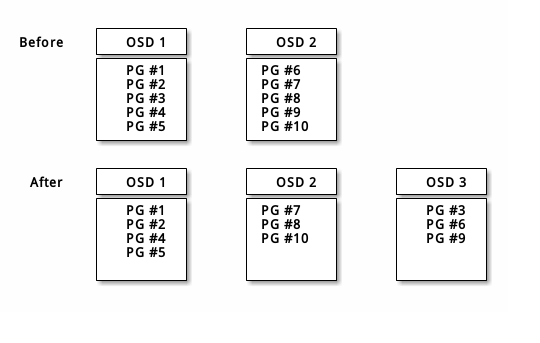 Before
OSD 1
OSD 2
PG #1
PG #2
PG #3
PG #4
PG #5
PG #6
PG #7
PG #8
PG #9
PG #10
After
OSD 1
OSD 2
OSD 3
PG #1
PG #2
PG #4
PG #5
PG #7
PG #8
PG #10
PG #3
PG #6
PG #9